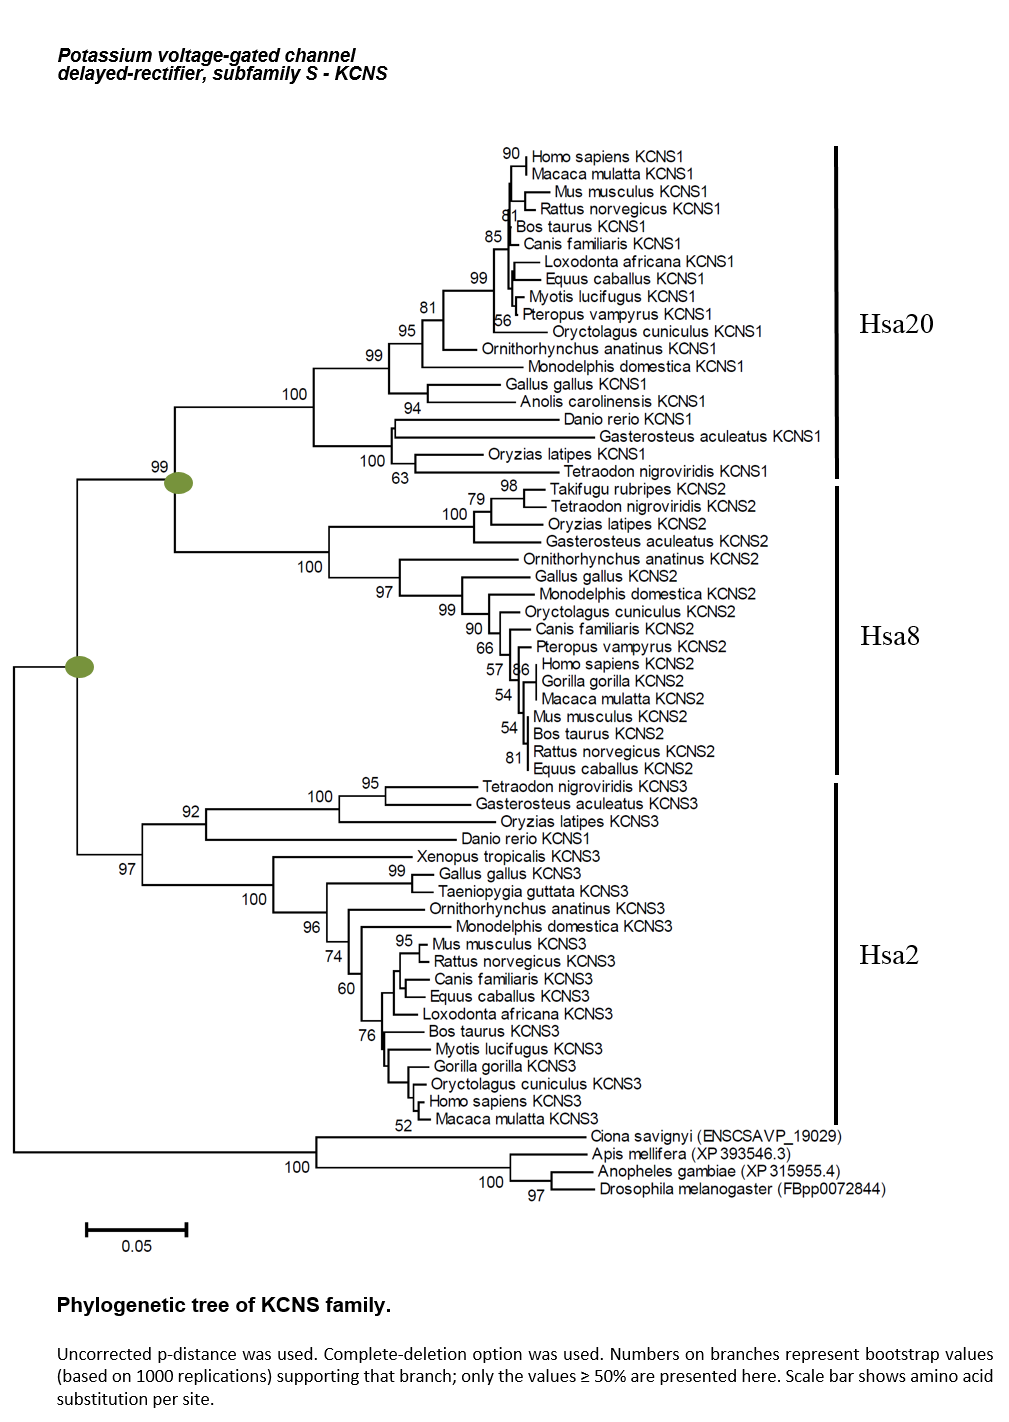 Potassium voltage-gated channel
delayed-rectifier, subfamily S - KCNS
90
Homo sapiens KCNS1
Macaca mulatta KCNS1
Mus musculus KCNS1
Rattus norvegicus KCNS1
81
Bos taurus KCNS1
85
Canis familiaris KCNS1
Loxodonta africana KCNS1
99
Equus caballus KCNS1
Myotis lucifugus KCNS1
81
Pteropus vampyrus KCNS1
56
Hsa20
95
Oryctolagus cuniculus KCNS1
Ornithorhynchus anatinus KCNS1
99
Monodelphis domestica KCNS1
Gallus gallus KCNS1
100
Anolis carolinensis KCNS1
94
Danio rerio KCNS1
Gasterosteus aculeatus KCNS1
Oryzias latipes KCNS1
100
99
Tetraodon nigroviridis KCNS1
63
98
Takifugu rubripes KCNS2
79
Tetraodon nigroviridis KCNS2
100
Oryzias latipes KCNS2
Gasterosteus aculeatus KCNS2
Ornithorhynchus anatinus KCNS2
100
Gallus gallus KCNS2
97
Monodelphis domestica KCNS2
99
Oryctolagus cuniculus KCNS2
90
Canis familiaris KCNS2
Hsa8
66
Pteropus vampyrus KCNS2
57
86
Homo sapiens KCNS2
Gorilla gorilla KCNS2
54
Macaca mulatta KCNS2
Mus musculus KCNS2
54
Bos taurus KCNS2
Rattus norvegicus KCNS2
81
Equus caballus KCNS2
95
Tetraodon nigroviridis KCNS3
100
Gasterosteus aculeatus KCNS3
92
Oryzias latipes KCNS3
Danio rerio KCNS1
97
Xenopus tropicalis KCNS3
99
Gallus gallus KCNS3
Taeniopygia guttata KCNS3
100
Ornithorhynchus anatinus KCNS3
96
Monodelphis domestica KCNS3
95
Mus musculus KCNS3
74
Rattus norvegicus KCNS3
Hsa2
Canis familiaris KCNS3
60
Equus caballus KCNS3
Loxodonta africana KCNS3
76
Bos taurus KCNS3
Myotis lucifugus KCNS3
Gorilla gorilla KCNS3
Oryctolagus cuniculus KCNS3
Homo sapiens KCNS3
Macaca mulatta KCNS3
52
Ciona savignyi (ENSCSAVP_19029)
Apis mellifera (XP 393546.3)
100
Anopheles gambiae (XP 315955.4)
100
Drosophila melanogaster (FBpp0072844)
97
0.05
Phylogenetic tree of KCNS family.
Uncorrected p-distance was used. Complete-deletion option was used. Numbers on branches represent bootstrap values
(based on 1000 replications) supporting that branch; only the values ≥ 50% are presented here. Scale bar shows amino acid
substitution per site.